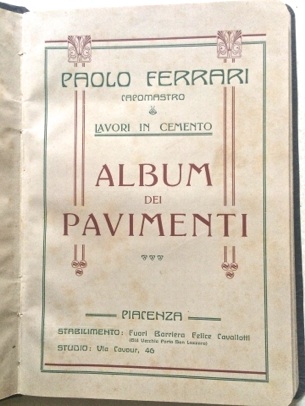 PAOLO FERRARI
CAPOMASTRO
LAVORI IN CEMENTO
ALBUM
DEI
PAVIMENTI
PIACENZA
STABILIMENTO: Fuori Barriera Felice Cavallotti
(Già Vecchia Porta San Lazzaro)
STUDIO: Via Cavour, 46